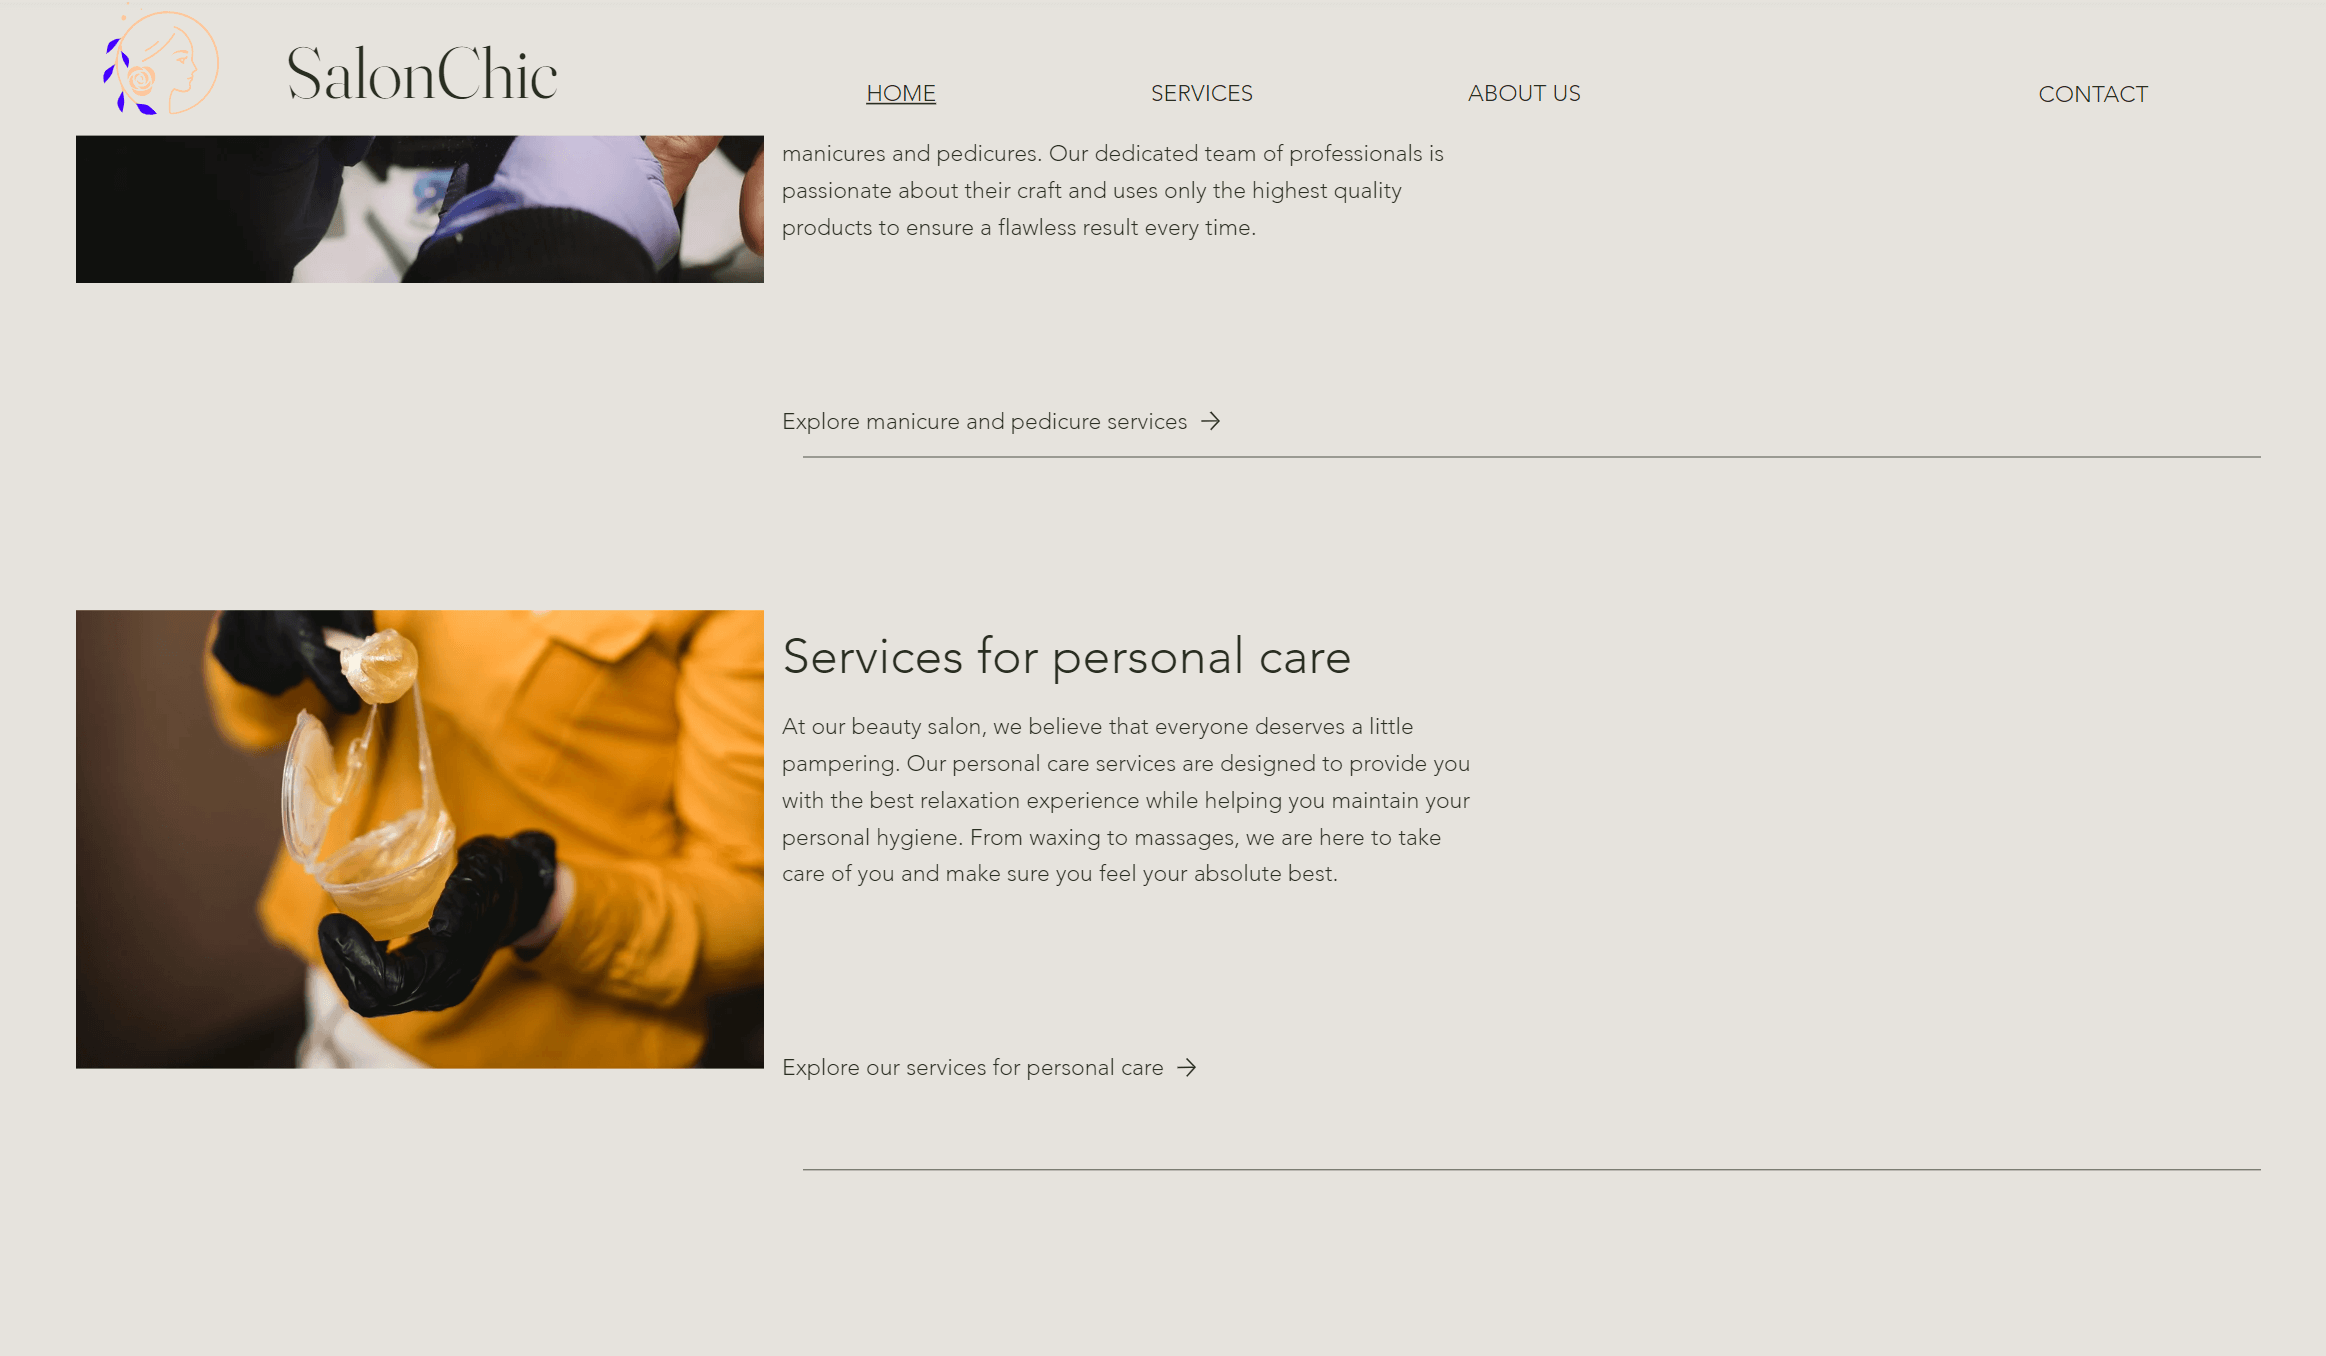 SalonChic
HOME
SERVICES
ABOUT US
CONTACT
manicures and pedicures. Our dedicated team of professionals is
passionate about their craft and uses only the highest quality
products to ensure a flawless result every time.
Explore manicure and pedicure services
Services for personal care
At our beauty salon, we believe that everyone deserves a little
pampering. Our personal care services are designed to provide you
with the best relaxation experience while helping you maintain your
personal hygiene. From waxing to massages, we are here to take
care of you and make sure you feel your absolute best.
Explore our services for personal care